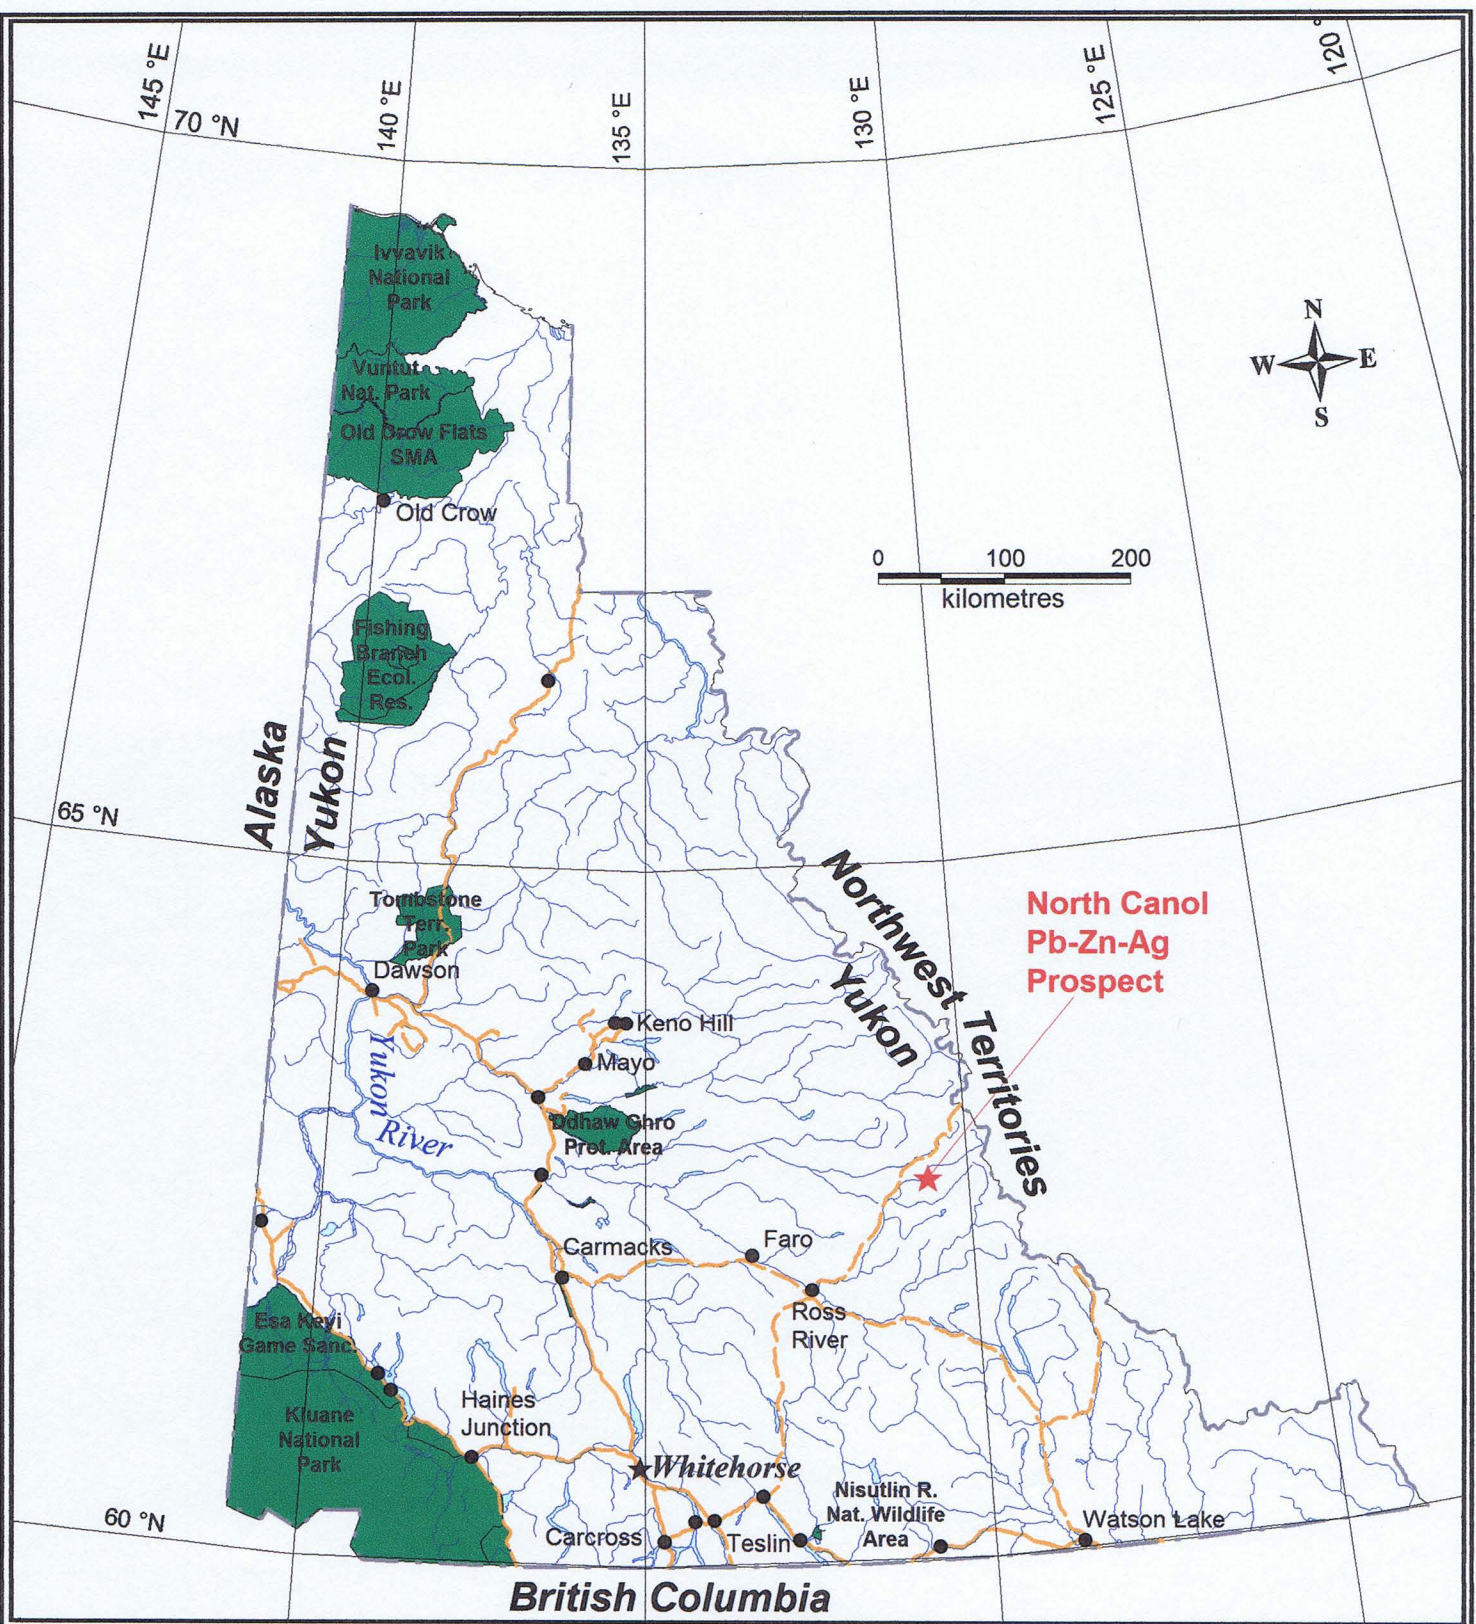 145 °E
140 °E
135 °E
130 °E
125 °E
120 °
70 °N
Ivvavik
National
Park
N
W
E
S
Vuntut
Nat. Park
Old Crow Flats
SMA
Old Crow
0 100 200
kilometres
Fishing
Branch
Ecol.
Res.
Alaska
Yukon
65 °N
Northwest Territories
Yukon
North Canol
Pb-Zn-Ag
Prospect
Tombstone
Terr.
Park
Dawson
Keno Hill
Mayo
Yukon
River
Ddhaw Ghro
Prot. Area
Carmacks
Faro
Ross
River
Esa Keyi
Game Sanc.
Haines
Junction
Kluane
National
Park
Whitehorse
Nisutlin R.
Nat. Wildlife
Area
60 °N
Carcross
Teslin
Watson Lake
British Columbia